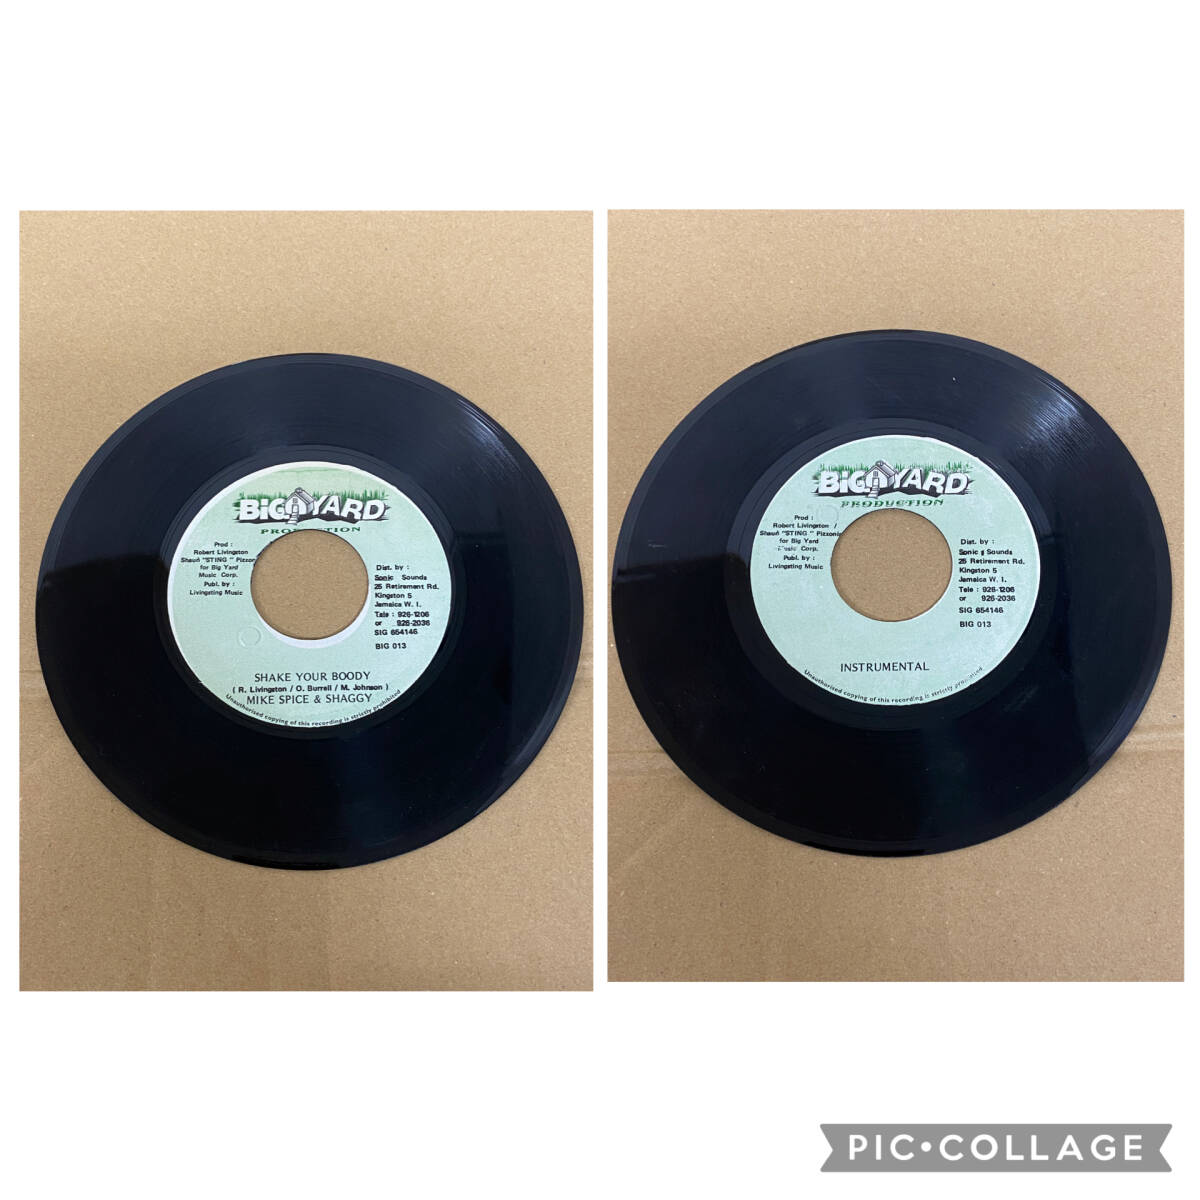 BIG YARD
PRODUCTION
Prod :
Robert Livingston
Shaun "STING" Pizzon
for Big Yard
Music Corp.
Publ. by :
Livingsting Music
Dist. by :
Sonic Sounds
25 Retirement Rd.
Kingston 5
Jamaica W. I.
Tele : 926-1206
or 926-2036
SIG 654146
BIG 013
SHAKE YOUR BOODY
( R. Livingston / O. Burrell / M. Johnson )
MIKE SPICE & SHAGGY
Unauthorised copying of this recording is strictly prohibited
BIG YARD
PRODUCTION
Prod :
Robert Livingston /
Shaun "STING" Pizzonia
for Big Yard
Music Corp.
Publ. by :
Livingsting Music
Dist. by :
Sonic Sounds
25 Retirement Rd.
Kingston 5
Jamaica W. I.
Tele : 926-1206
or 926-2036
SIG 654146
BIG 013
INSTRUMENTAL
Unauthorised copying of this recording is strictly prohibited
PIC•COLLAGE